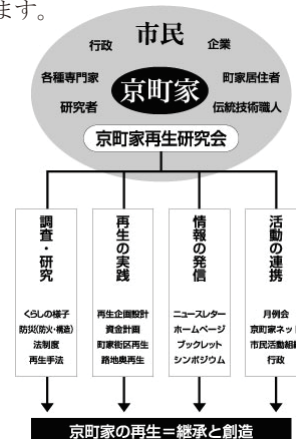 ます。
市民
行政
企業
各種専門家
町家居住者
京町家
研究者
伝統技術職人
京町家再生研究会
調査・研究
くらしの様子
防災(防火・構造)
法制度
再生手法
再生の実践
再生企画設計
資金計画
町家街区再生
路地奥再生
情報の発信
ニュースレター
ホームページ
ブックレット
シンポジウム
活動の連携
月例会
京町家ネット
市民活動組織
行政
京町家の再生=継承と創造